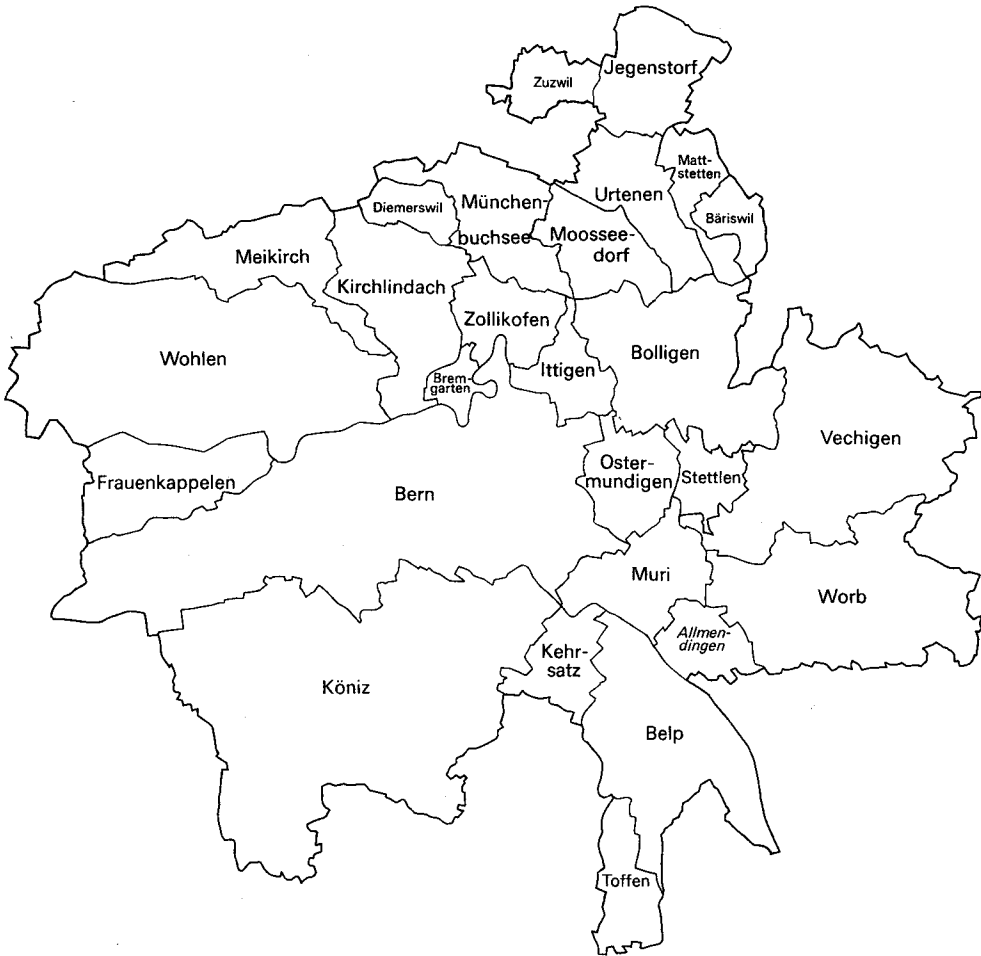 Jegenstorf
Zuzwil
Matt-
stetten
Urtenen
Diemerswil
München-
buchsee
Bäriswil
Moossee-
dorf
Meikirch
Kirchlindach
Zollikofen
Wohlen
Bolligen
Ittigen
Brem-
garten
Vechigen
Oster-
mundigen
Stettlen
Frauenkappelen
Bern
Muri
Worb
Allmen-
dingen
Kehr-
satz
Köniz
Belp
Toffen